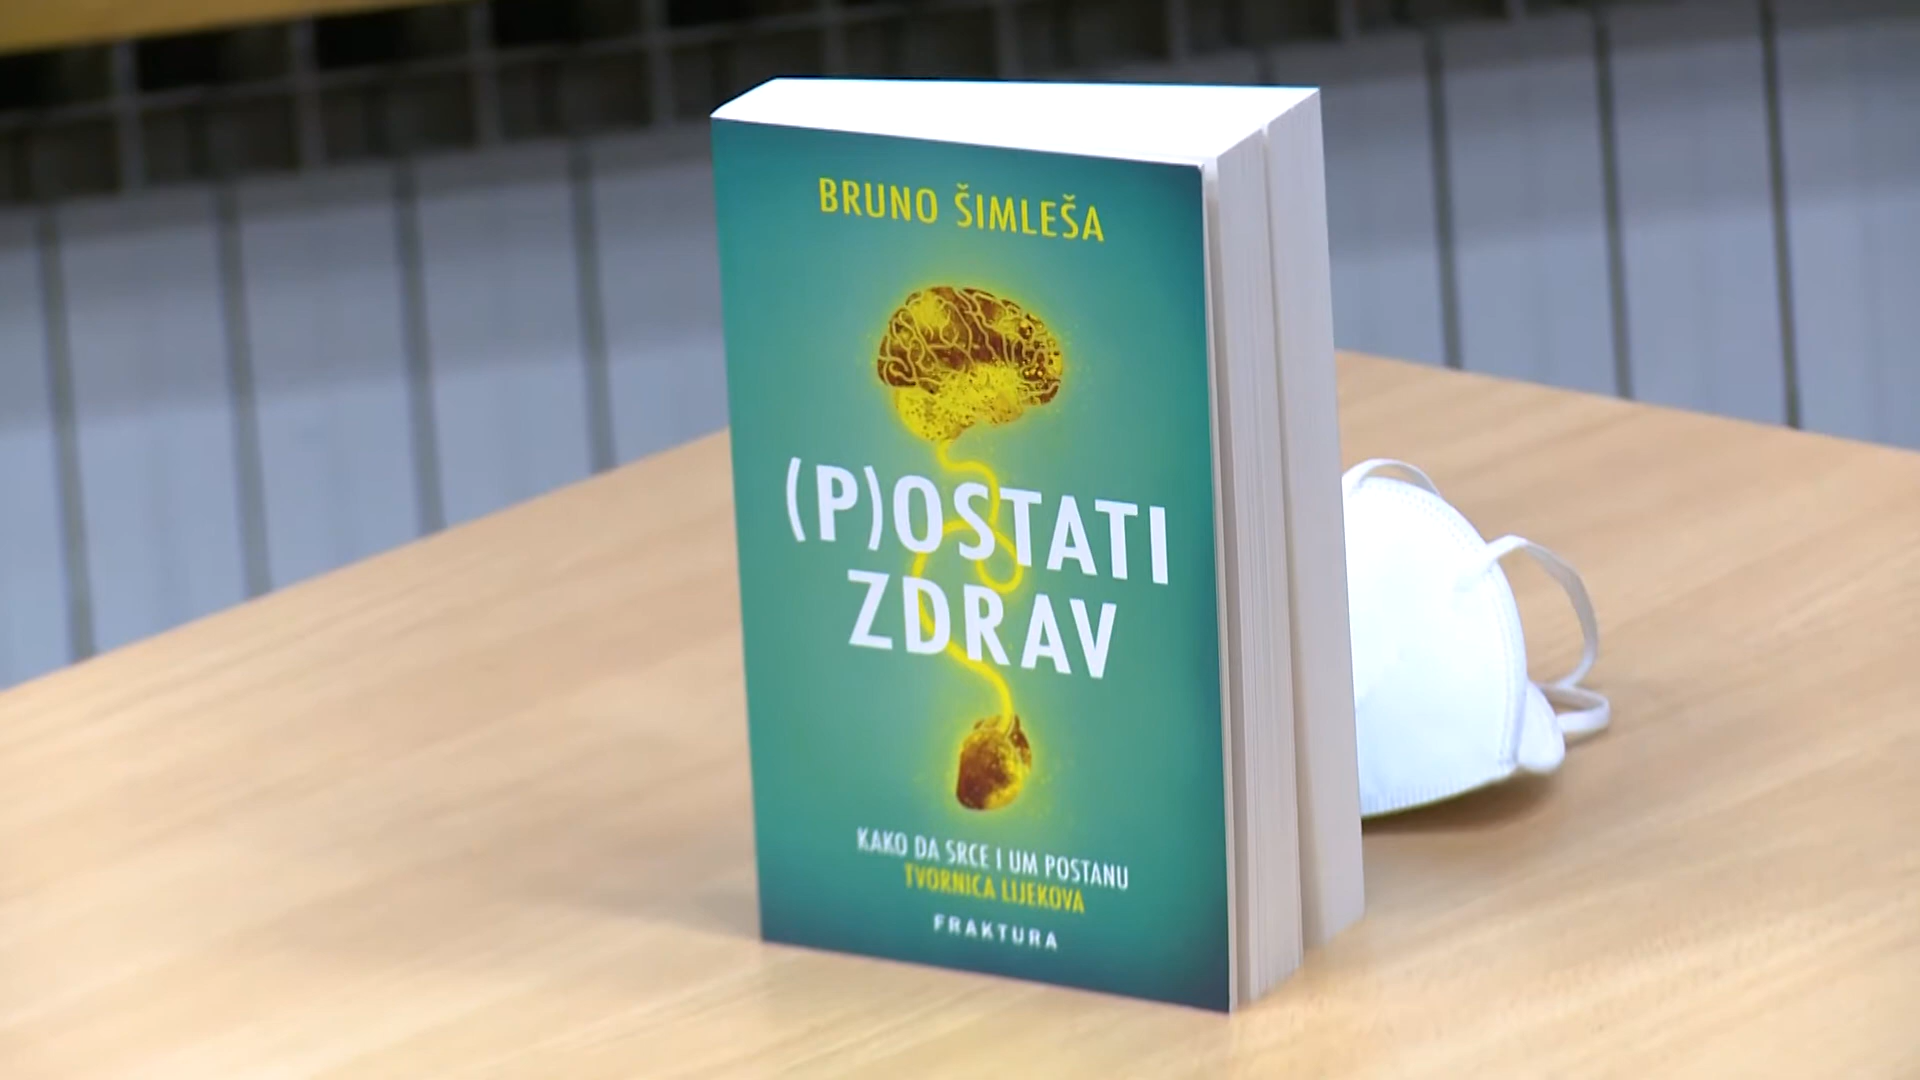 BRUNO ŠIMLEŠA
(P)OSTATI
ZDRAV
KAKO DA SRCE I UM POSTANU
TVORNICA LIJEKOVA
FRAKTURA